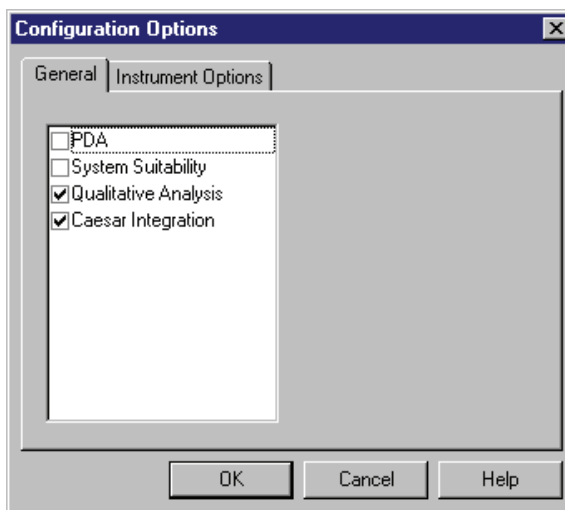 Configuration Options
General
Instrument Options
PDA
System Suitability
Qualitative Analysis
Caesar Integration
OK
Cancel
Help